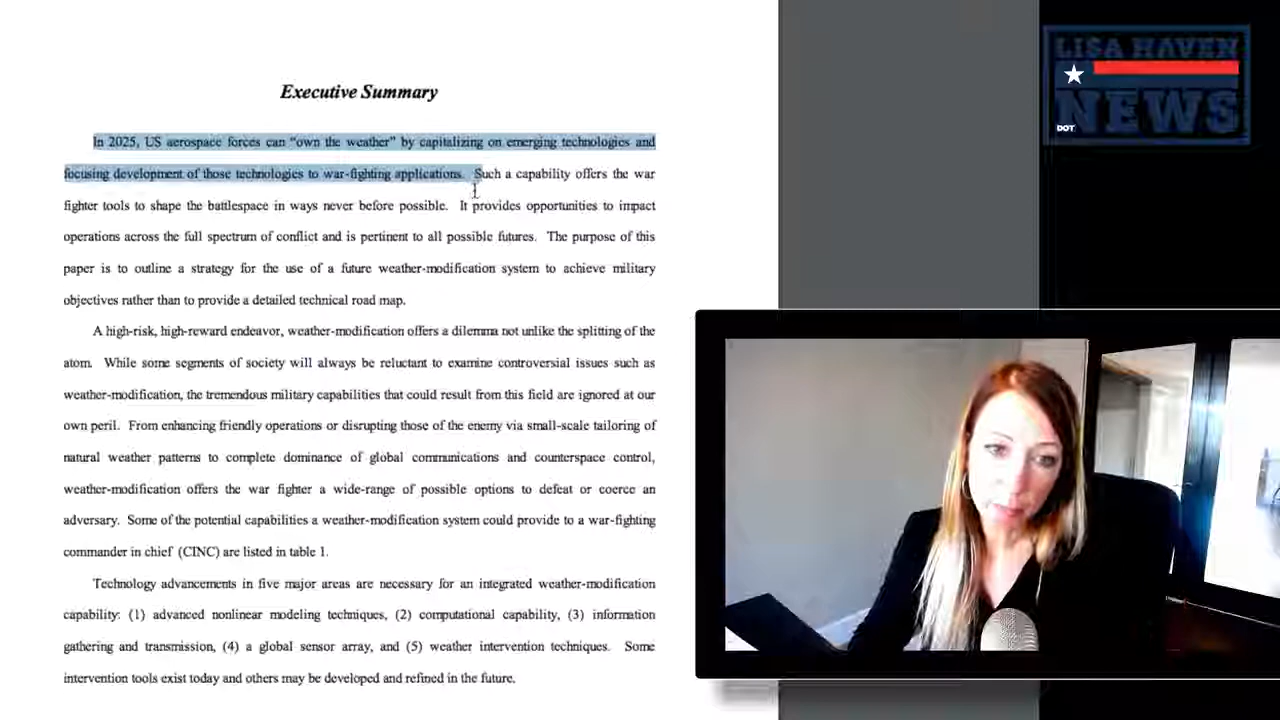 Executive Summary
In 2025, US aerospace forces can “own the weather” by capitalizing on emerging technologies and
focusing development of those technologies to war-fighting applications.  Such a capability offers the war
fighter tools to shape the battlespace in ways never before possible.  It provides opportunities to impact
operations across the full spectrum of conflict and is pertinent to all possible futures.  The purpose of this
paper is to outline a strategy for the use of a future weather-modification system to achieve military
objectives rather than to provide a detailed technical road map.
A high-risk, high-reward endeavor, weather-modification offers a dilemma not unlike the splitting of the
atom.  While some segments of society will always be reluctant to examine controversial issues such as
weather-modification, the tremendous military capabilities that could result from this field are ignored at our
own peril.  From enhancing friendly operations or disrupting those of the enemy via small-scale tailoring of
natural weather patterns to complete dominance of global communications and counterspace control,
weather-modification offers the war fighter a wide-range of possible options to defeat or coerce an
adversary.  Some of the potential capabilities a weather-modification system could provide to a war-fighting
commander in chief (CINC) are listed in table 1.
Technology advancements in five major areas are necessary for an integrated weather-modification
capability: (1) advanced nonlinear modeling techniques, (2) computational capability, (3) information
gathering and transmission, (4) a global sensor array, and (5) weather intervention techniques.  Some
intervention tools exist today and others may be developed and refined in the future.
LISA HAVEN
NEWS
DOT